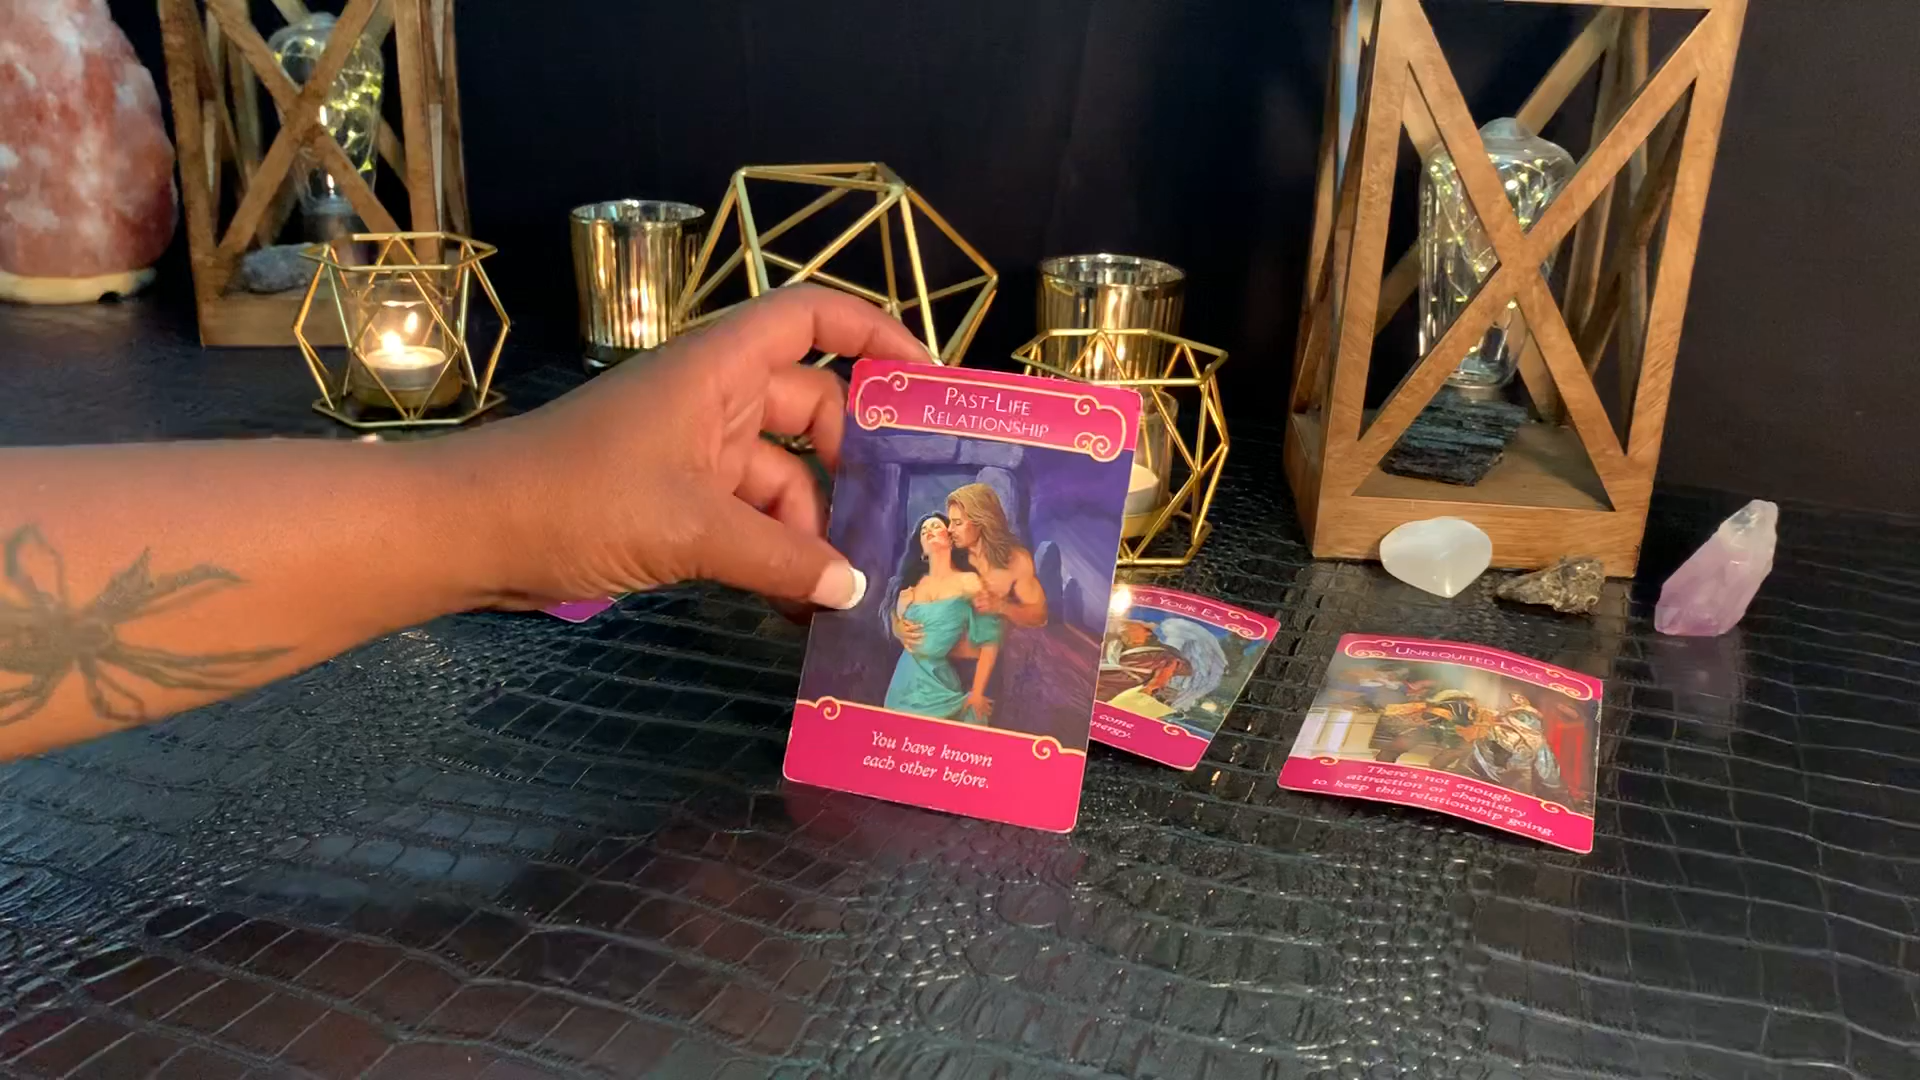 PAST-LIFE
RELATIONSHIP
You have known
each other before.
YOUR EX
come
UNREQUITED LOVE
There's not enough
attraction or chemistry
to keep this relationship going.